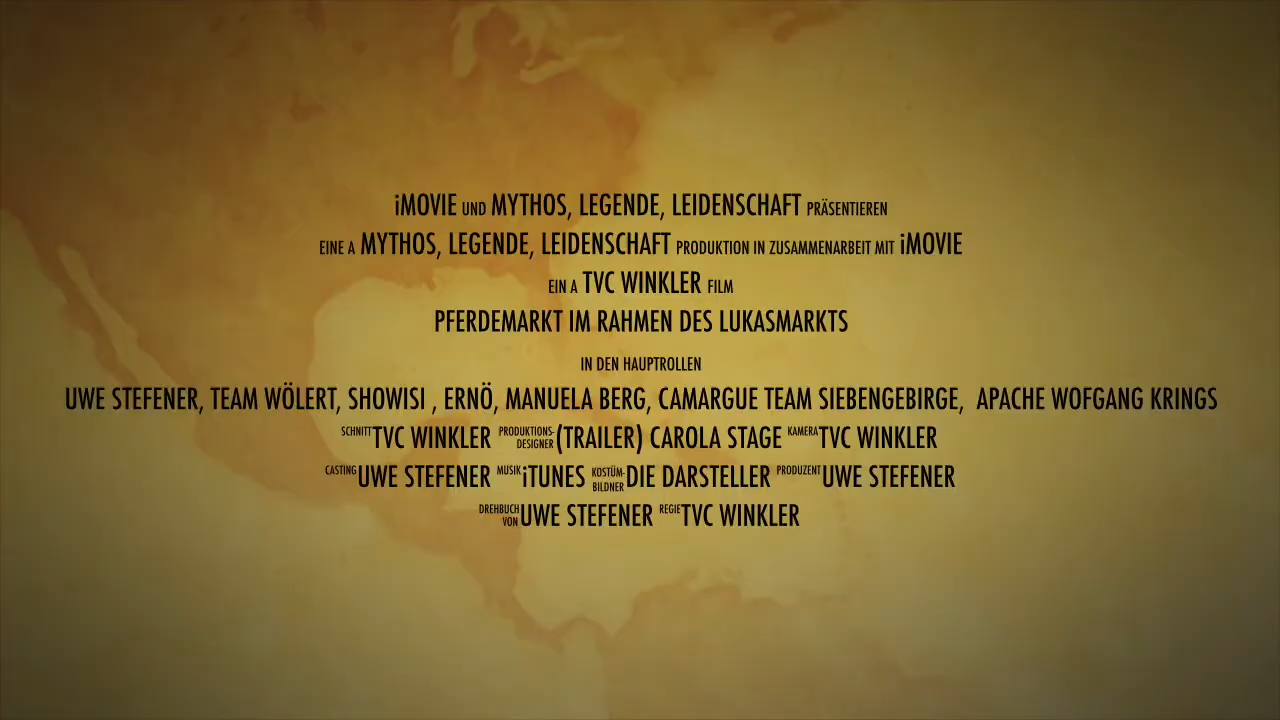 iMOVIE UND MYTHOS, LEGENDE, LEIDENSCHAFT PRÄSENTIEREN
EINE A MYTHOS, LEGENDE, LEIDENSCHAFT PRODUKTION IN ZUSAMMENARBEIT MIT iMOVIE
EIN A TVC WINKLER FILM
PFERDEMARKT IM RAHMEN DES LUKASMARKTS
IN DEN HAUPTROLLEN
UWE STEFENER, TEAM WÖLERT, SHOWISI , ERNÖ, MANUELA BERG, CAMARGUE TEAM SIEBENGEBIRGE, APACHE WOFGANG KRINGS
SCHNITT TVC WINKLER PRODUKTIONS-DESIGNER (TRAILER) CAROLA STAGE KAMERA TVC WINKLER
CASTING UWE STEFENER MUSIK iTUNES KOSTÜM-BILDNER DIE DARSTELLER PRODUZENT UWE STEFENER
DREHBUCH VON UWE STEFENER REGIE TVC WINKLER